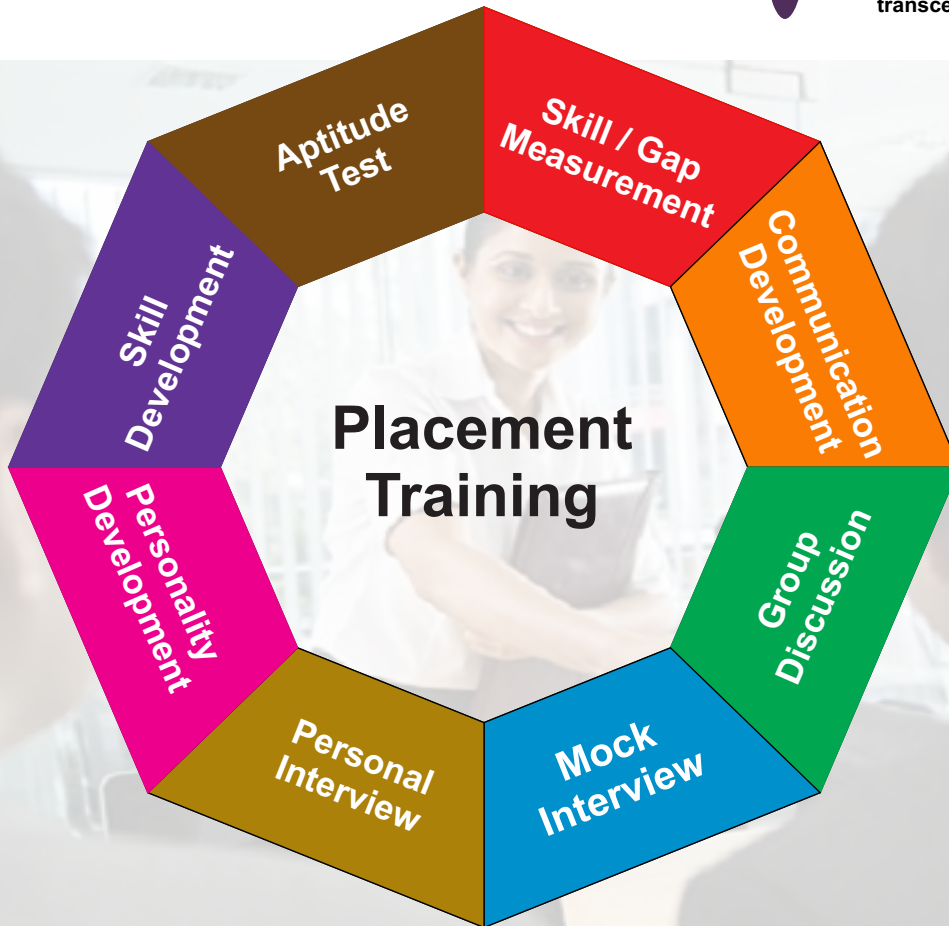 Skill / Gap
Measurement
Communication
Development
Group
Discussion
Mock
Interview
Personal
Interview
Personality
Development
Skill
Development
Aptitude
Test
Placement
Training